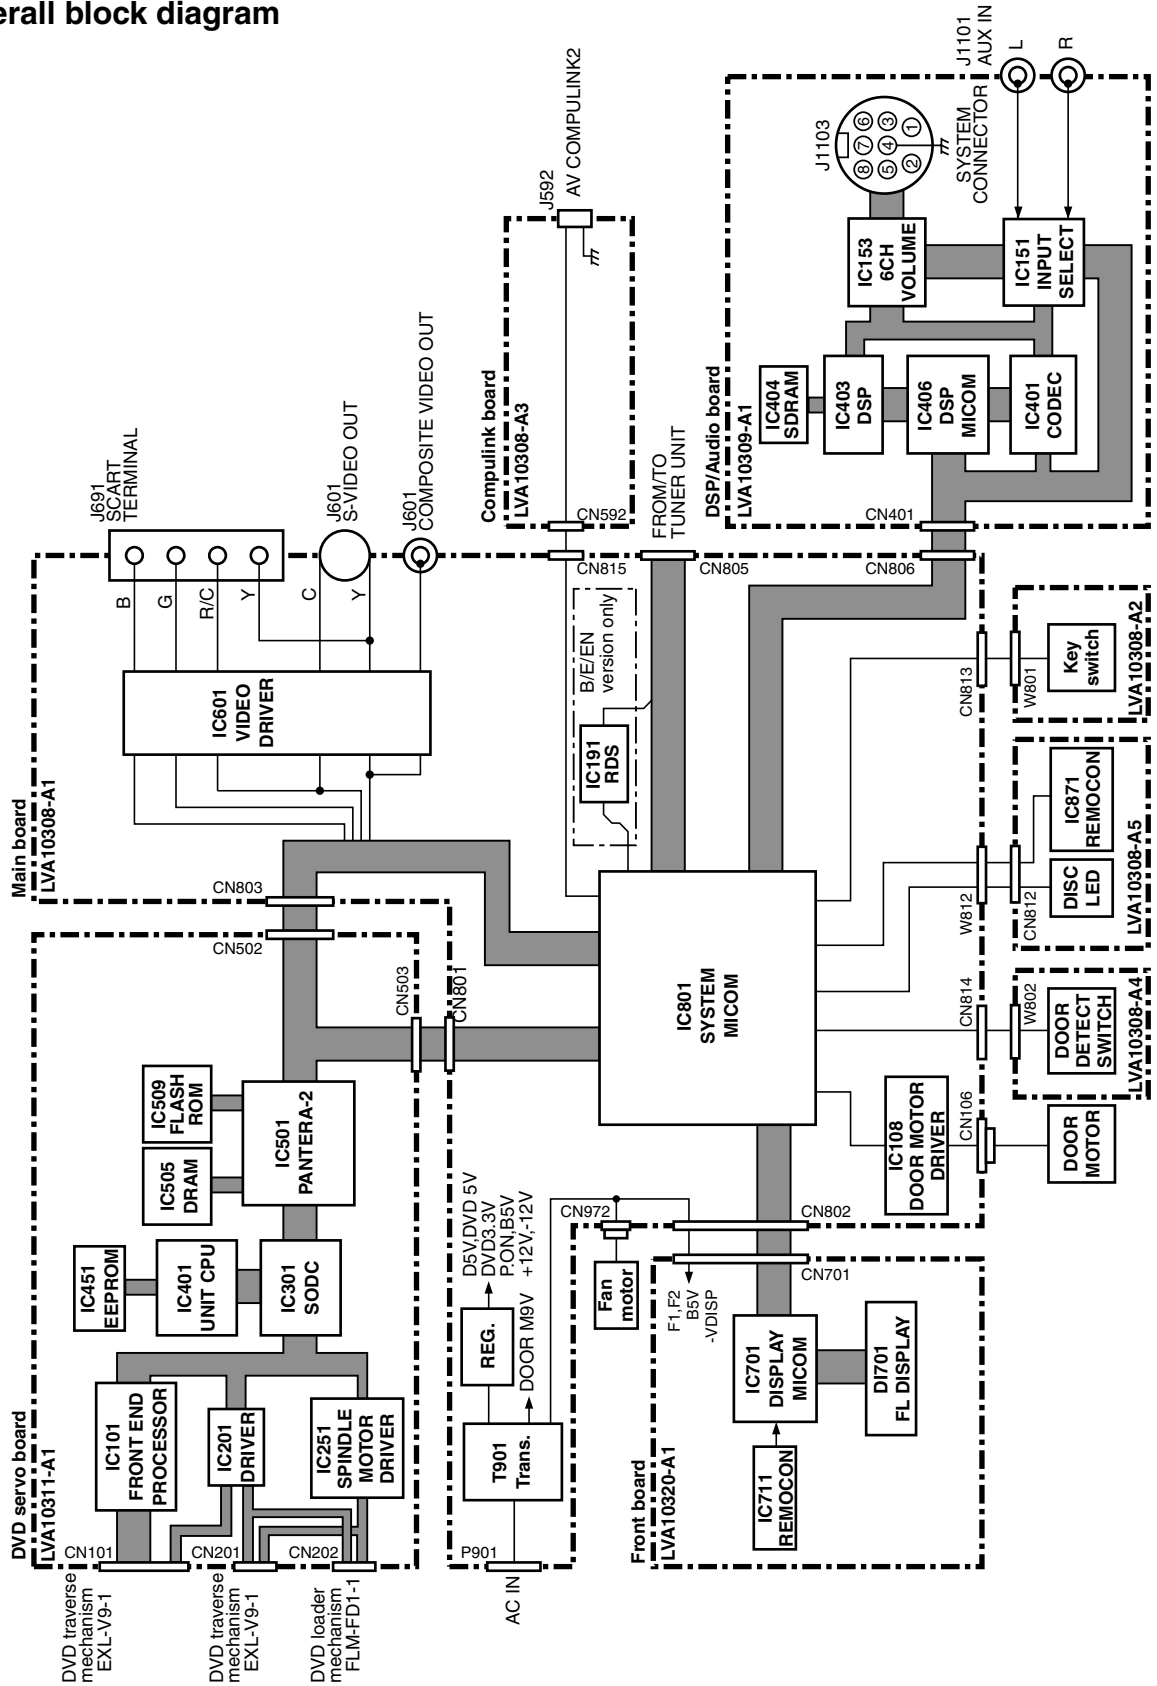 erall block diagram
Main board
LVA10308-A1
J691
SCART
TERMINAL
J601
S-VIDEO OUT
J601
COMPOSITE VIDEO OUT
B
G
R/C
Y
C
Y
IC601
VIDEO
DRIVER
CN803
J592
AV COMPULINK2
Compulink board
LVA10308-A3
CN592
CN815
FROM/TO
TUNER UNIT
CN805
B/E/EN
version only
IC191
RDS
J1101
AUX IN
L
R
J1103
8
7
6
5
4
3
2
1
SYSTEM
CONNECTOR
DSP/Audio board
LVA10309-A1
IC153
6CH
VOLUME
IC151
INPUT
SELECT
IC404
SDRAM
IC403
DSP
IC406
DSP
MICOM
IC401
CODEC
CN401
CN806
DVD servo board
LVA10311-A1
CN502
CN503
CN801
IC509
FLASH
ROM
IC505
DRAM
IC501
PANTERA-2
IC451
EEPROM
IC401
UNIT CPU
IC301
SODC
IC101
FRONT END
PROCESSOR
IC201
DRIVER
IC251
SPINDLE
MOTOR
DRIVER
CN101
CN201
CN202
DVD traverse
mechanism
EXL-V9-1
DVD traverse
mechanism
EXL-V9-1
DVD loader
mechanism
FLM-FD1-1
IC801
SYSTEM
MICOM
CN813
W801
Key
switch
LVA10308-A2
W812
CN812
IC871
REMOCON
DISC
LED
LVA10308-A5
CN814
W802
DOOR
DETECT
SWITCH
LVA10308-A4
IC108
DOOR MOTOR
DRIVER
CN106
DOOR
MOTOR
D5V,DVD 5V
DVD3.3V
P.ON,B5V
+12V,-12V
REG.
DOOR M9V
T901
Trans.
P901
AC IN
CN972
Fan
motor
CN802
CN701
F1,F2
B5V
-VDISP
Front board
LVA10320-A1
IC701
DISPLAY
MICOM
DI701
FL DISPLAY
IC711
REMOCON